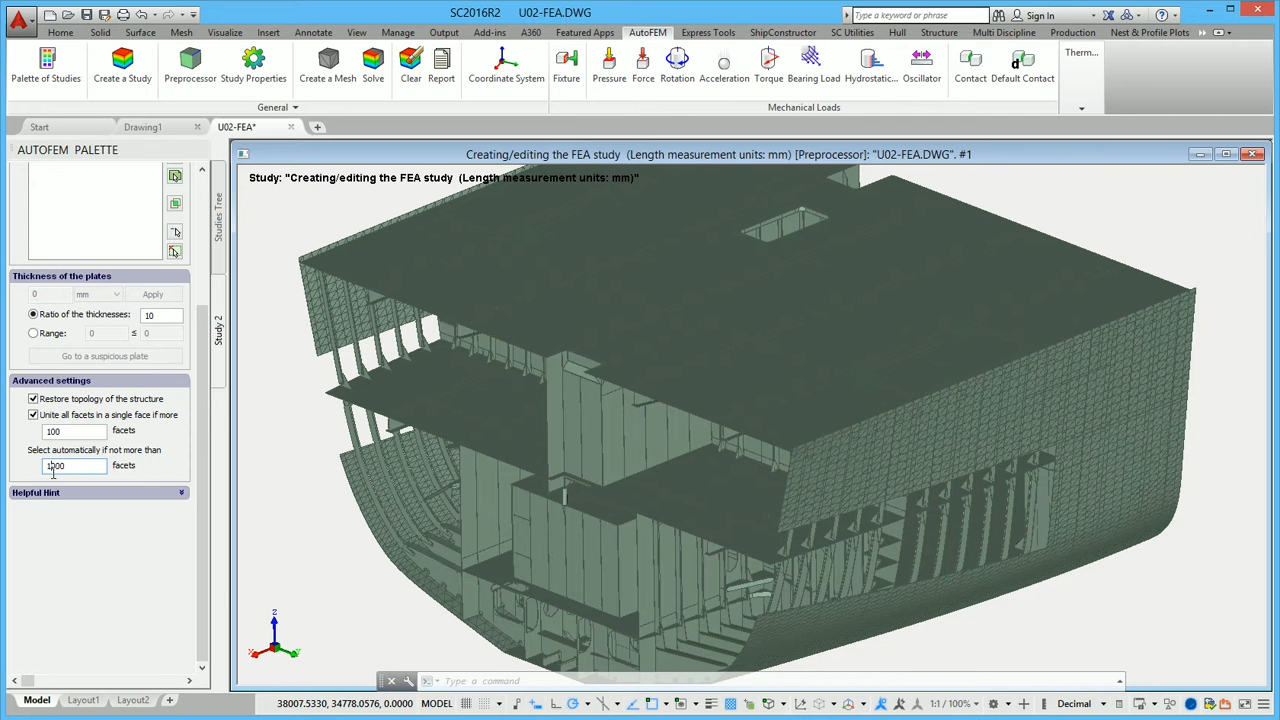 SC2016R2 U02-FEA.DWG
Type a keyword or phrase
Sign In
Home Solid Surface Mesh Visualize Insert Annotate View Manage Output Add-ins A360 Featured Apps AutoFEM Express Tools ShipConstructor SC Utilities Hull Structure Multi Discipline Production Nest & Profile Plots
Palette of Studies Create a Study Preprocessor Study Properties Create a Mesh Solve Clear Report Coordinate System Fixture Pressure Force Rotation Acceleration Torque Bearing Load Hydrostatic... Oscillator Contact Default Contact Therm...
General Mechanical Loads
Start Drawing1 U02-FEA*
AUTOFEM PALETTE
Creating/editing the FEA study (Length measurement units: mm) [Preprocessor]: "U02-FEA.DWG". #1
Study: "Creating/editing the FEA study (Length measurement units: mm)"
Studies Tree
Study 2
Thickness of the plates
0 mm Apply
Ratio of the thicknesses: 10
Range: 0 ≤ 0
Go to a suspicious plate
Advanced settings
Restore topology of the structure
Unite all facets in a single face if more
100 facets
Select automatically if not more than
1000 facets
Helpful Hint
Z
X
Y
Type a command
Model Layout1 Layout2
38007.5330, 34778.0576, 0.0000 MODEL 1:1 / 100% Decimal